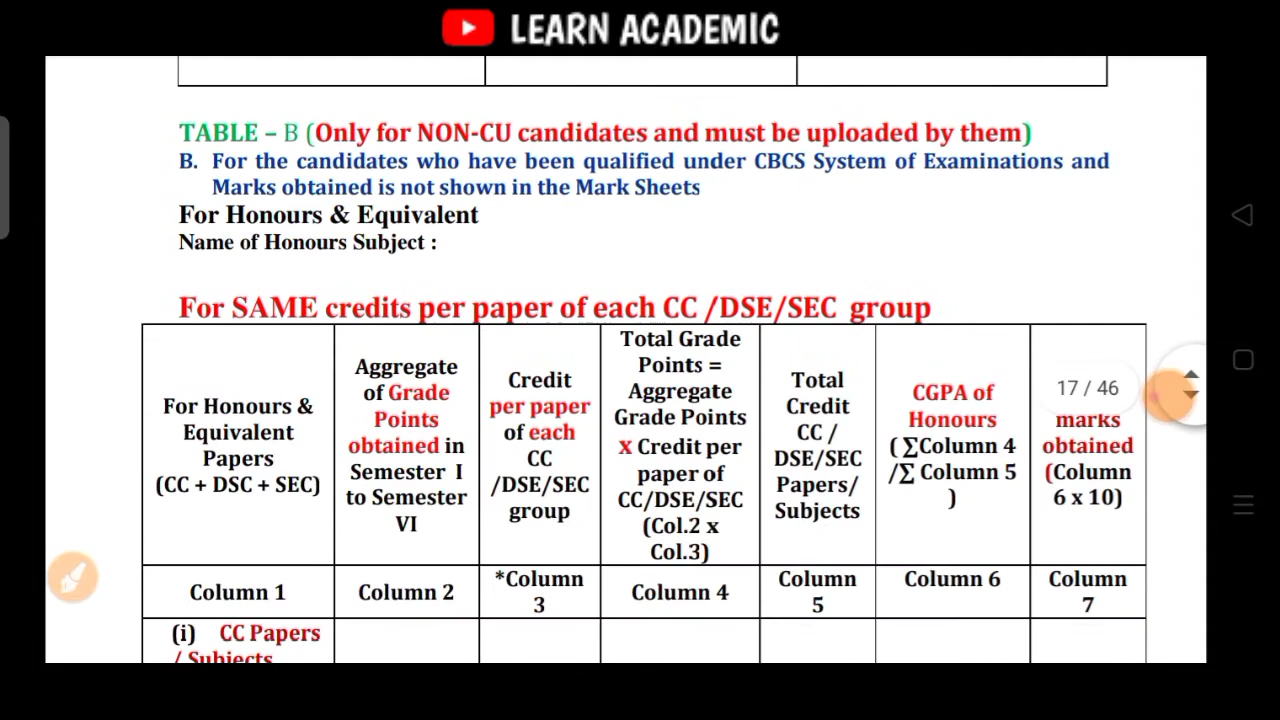 LEARN ACADEMIC
TABLE – B (Only for NON-CU candidates and must be uploaded by them)
B. For the candidates who have been qualified under CBCS System of Examinations and
Marks obtained is not shown in the Mark Sheets
For Honours & Equivalent
Name of Honours Subject :
For SAME credits per paper of each CC /DSE/SEC group
For Honours &
Equivalent
Papers
(CC + DSC + SEC)
Aggregate
of Grade
Points
obtained in
Semester I
to Semester
VI
Credit
per paper
of each
CC
/DSE/SEC
group
Total Grade
Points =
Aggregate
Grade Points
x Credit per
paper of
CC/DSE/SEC
(Col.2 x
Col.3)
Total
Credit
CC /
DSE/SEC
Papers/
Subjects
CGPA of
Honours
( ∑Column 4
/∑ Column 5
)
17 / 46
marks
obtained
(Column
6 x 10)
Column 1
Column 2
*Column
3
Column 4
Column
5
Column 6
Column
7
(i) CC Papers
/ Subjects